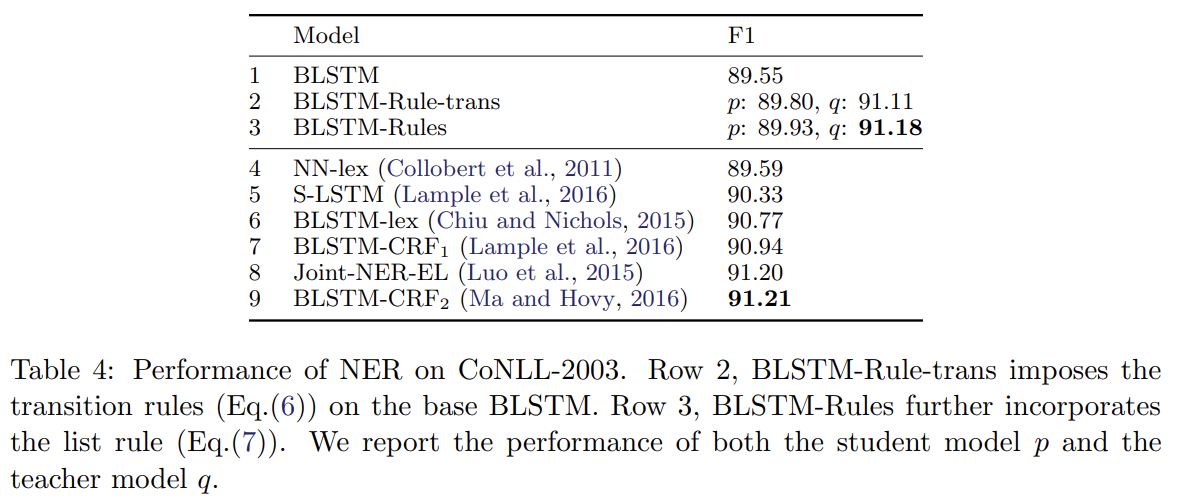 Model F1
1 BLSTM 89.55
2 BLSTM-Rule-trans p: 89.80, q: 91.11
3 BLSTM-Rules p: 89.93, q: 91.18
4 NN-lex (Collobert et al., 2011) 89.59
5 S-LSTM (Lample et al., 2016) 90.33
6 BLSTM-lex (Chiu and Nichols, 2015) 90.77
7 BLSTM-CRF₁ (Lample et al., 2016) 90.94
8 Joint-NER-EL (Luo et al., 2015) 91.20
9 BLSTM-CRF₂ (Ma and Hovy, 2016) 91.21
Table 4: Performance of NER on CoNLL-2003. Row 2, BLSTM-Rule-trans imposes the
transition rules (Eq.(6)) on the base BLSTM. Row 3, BLSTM-Rules further incorporates
the list rule (Eq.(7)). We report the performance of both the student model p and the
teacher model q.